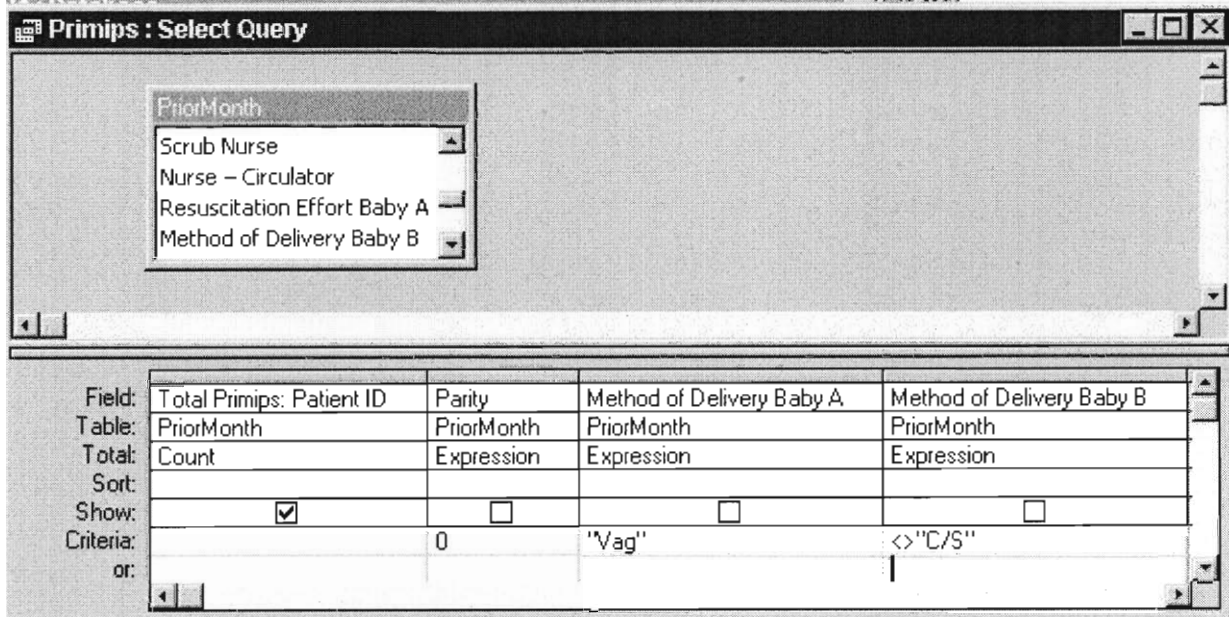 Primips : Select Query
PriorMonth
Scrub Nurse
Nurse – Circulator
Resuscitation Effort Baby A
Method of Delivery Baby B
Field: Total Primips: Patient ID Parity Method of Delivery Baby A Method of Delivery Baby B
Table: PriorMonth PriorMonth PriorMonth PriorMonth
Total: Count Expression Expression Expression
Sort:
Show:
Criteria: 0 "Vag" <>"C/S"
or: